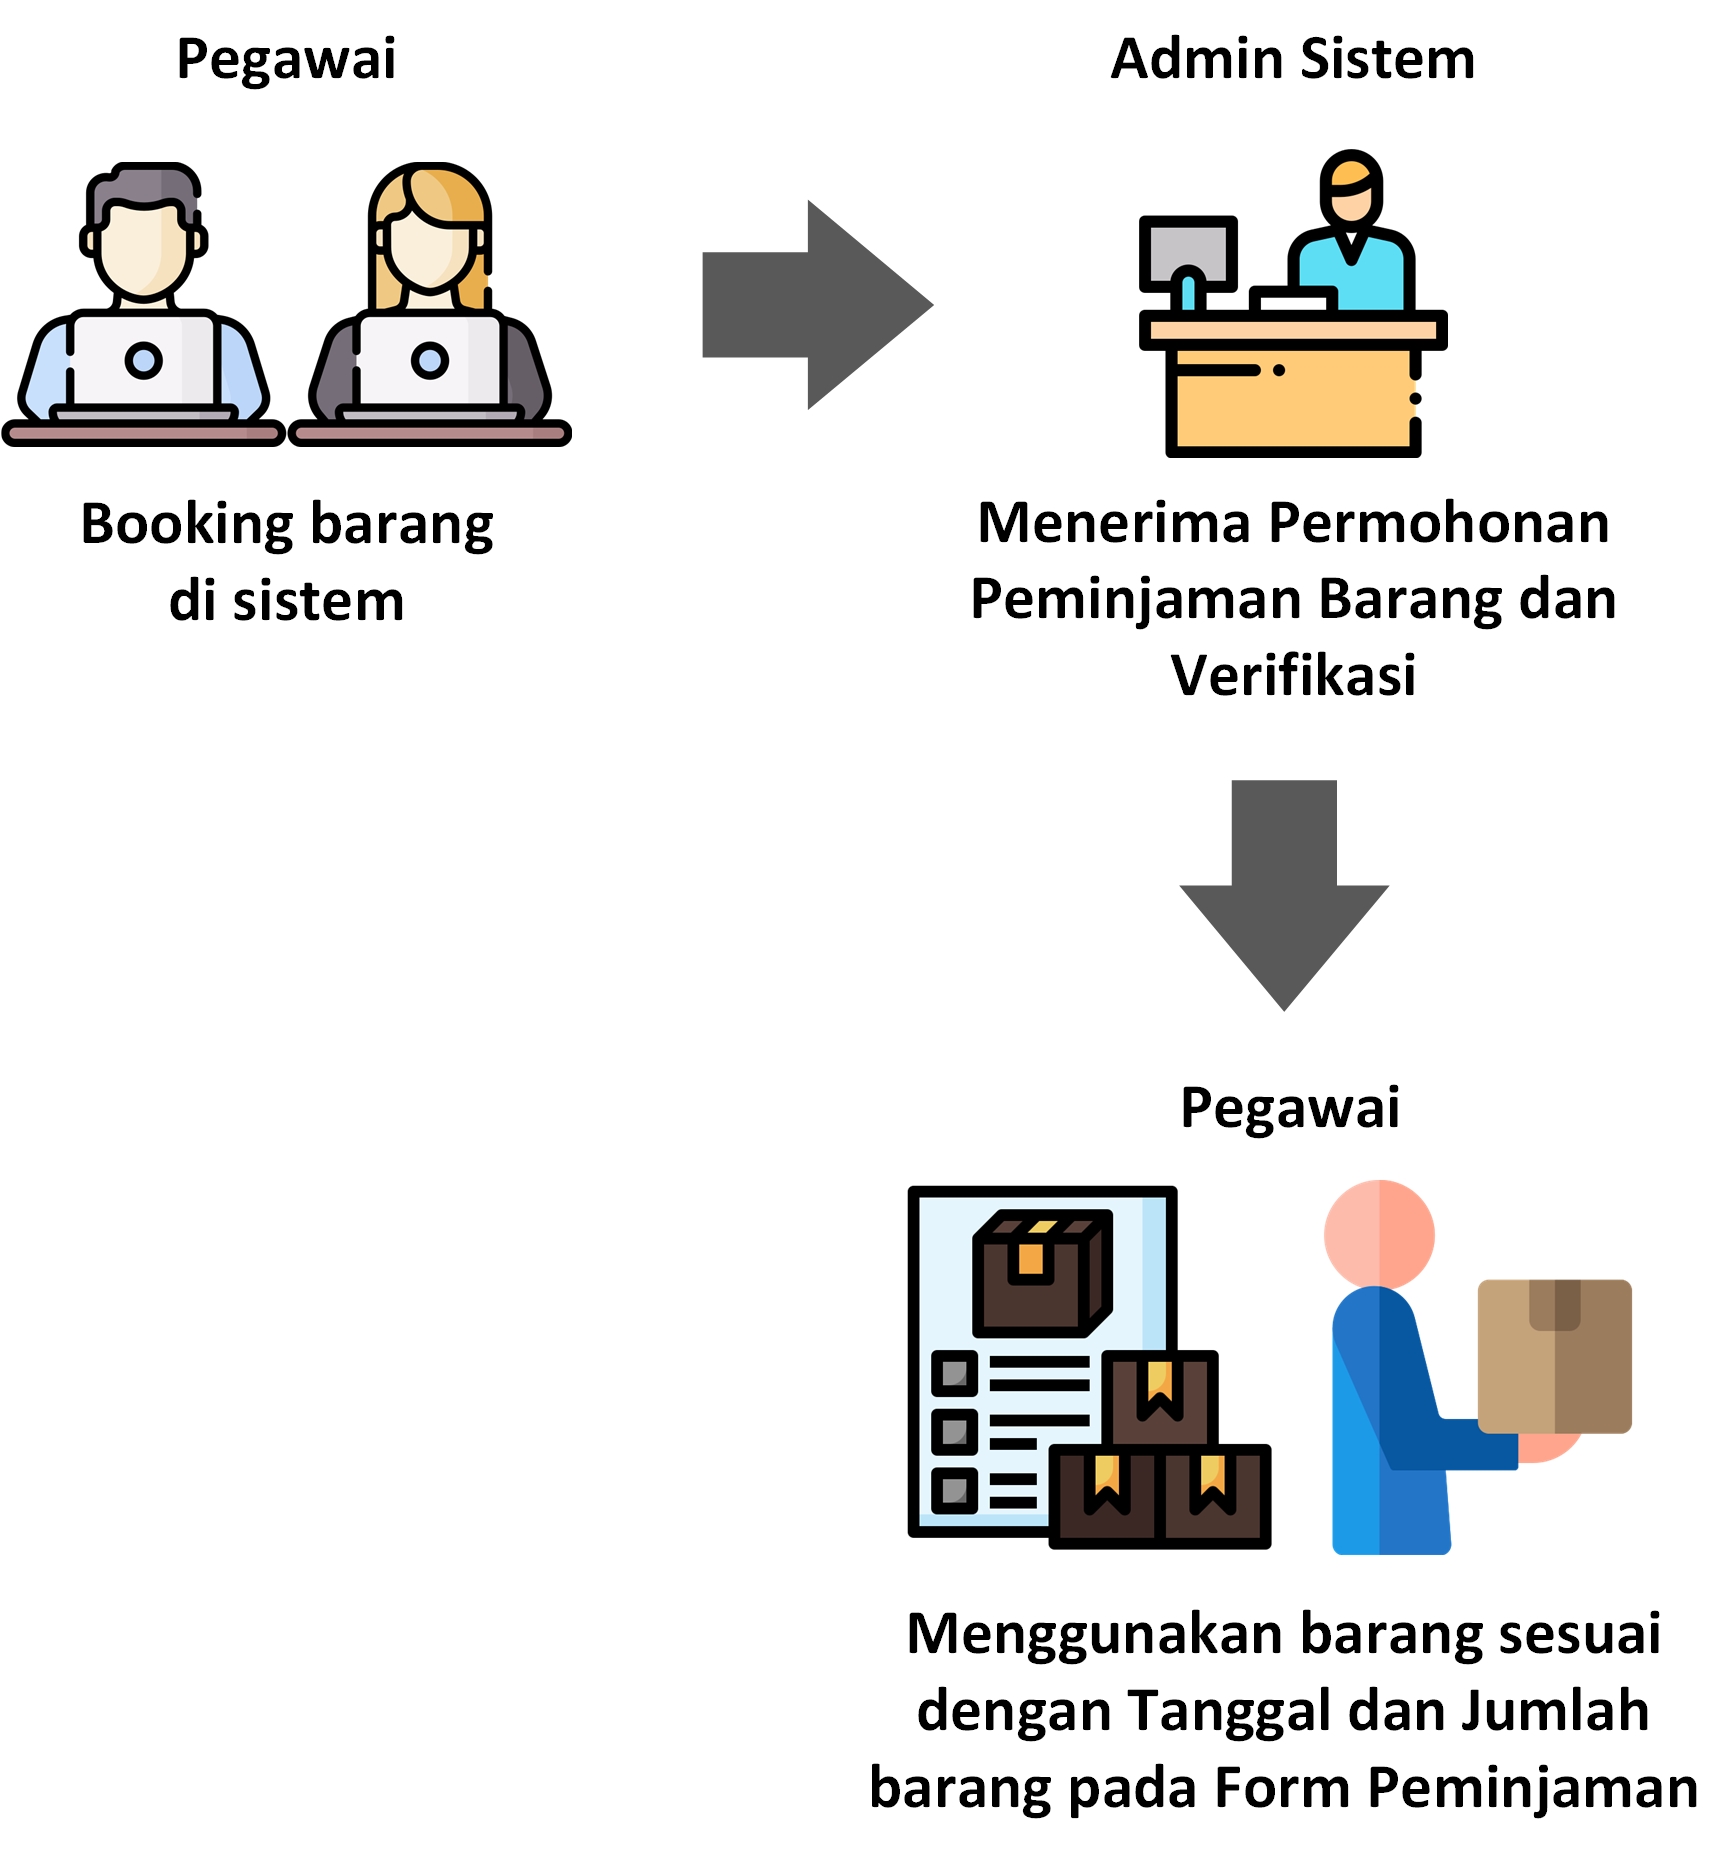 Pegawai
Admin Sistem
Booking barang
di sistem
Menerima Permohonan
Peminjaman Barang dan
Verifikasi
Pegawai
Menggunakan barang sesuai
dengan Tanggal dan Jumlah
barang pada Form Peminjaman